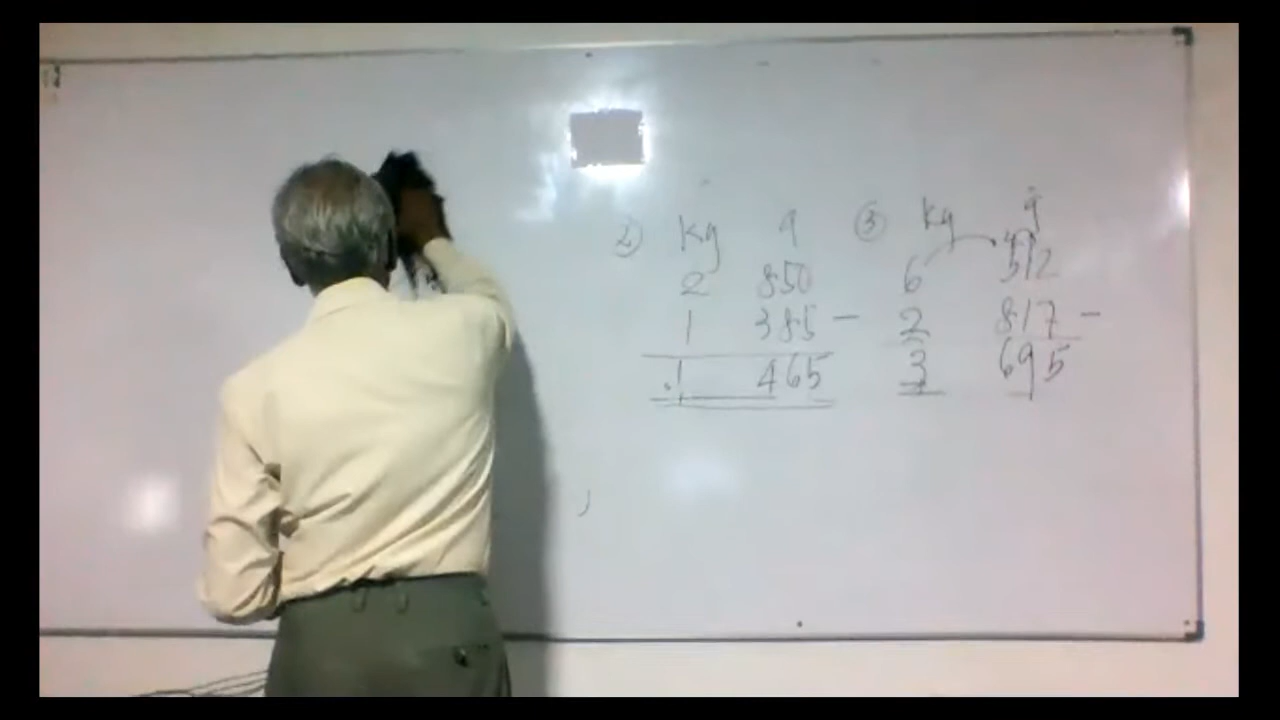 2) kg g
2 850
1 385 -
1 465
3) kg g
6 512
2 817 -
3 695